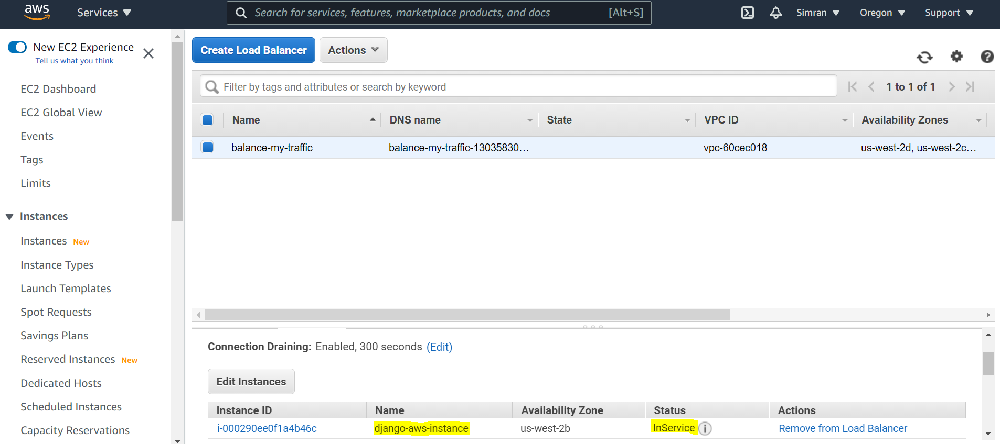 aws Services Search for services, features, marketplace products, and docs [Alt+S] Simran Oregon Support
New EC2 Experience
Tell us what you think
EC2 Dashboard
EC2 Global View
Events
Tags
Limits
Instances
Instances New
Instance Types
Launch Templates
Spot Requests
Savings Plans
Reserved Instances New
Dedicated Hosts
Scheduled Instances
Capacity Reservations
Create Load Balancer Actions
Filter by tags and attributes or search by keyword 1 to 1 of 1
Name DNS name State VPC ID Availability Zones
balance-my-traffic balance-my-traffic-13035830... vpc-60cec018 us-west-2d, us-west-2c...
Connection Draining: Enabled, 300 seconds (Edit)
Edit Instances
Instance ID Name Availability Zone Status Actions
i-000290ee0f1a4b46c django-aws-instance us-west-2b InService Remove from Load Balancer